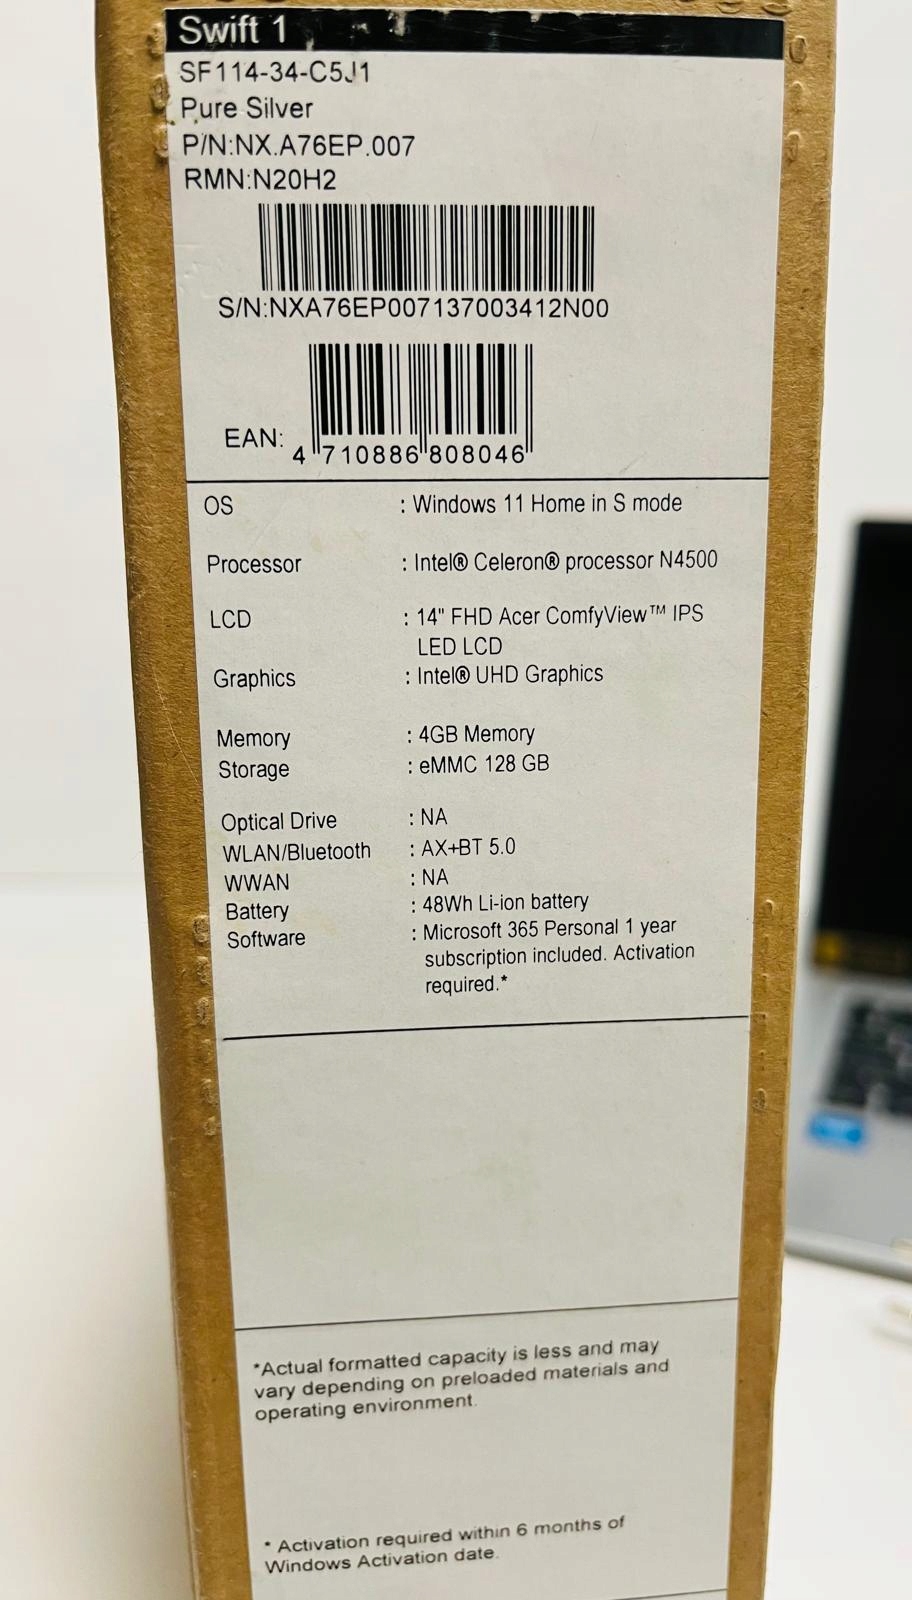 Swift 1
SF114-34-C5J1
Pure Silver
P/N:NX.A76EP.007
RMN:N20H2
S/N:NXA76EP007137003412N00
EAN: 4 710886 808046
OS : Windows 11 Home in S mode
Processor : Intel® Celeron® processor N4500
LCD : 14" FHD Acer ComfyView™ IPS
LED LCD
Graphics : Intel® UHD Graphics
Memory : 4GB Memory
Storage : eMMC 128 GB
Optical Drive : NA
WLAN/Bluetooth : AX+BT 5.0
WWAN : NA
Battery : 48Wh Li-ion battery
Software : Microsoft 365 Personal 1 year
subscription included. Activation
required.*
*Actual formatted capacity is less and may
vary depending on preloaded materials and
operating environment.
* Activation required within 6 months of
Windows Activation date.